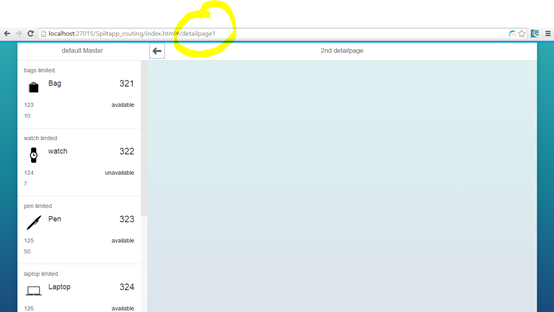 localhost:27015/Spiltapp_routing/index.html#/detailpage1
default Master
2nd detailpage
bags limited
Bag 321
123 available
10
watch limited
watch 322
124 unavailable
7
pen limited
Pen 323
125 available
50
laptop limited
Laptop 324
126 available